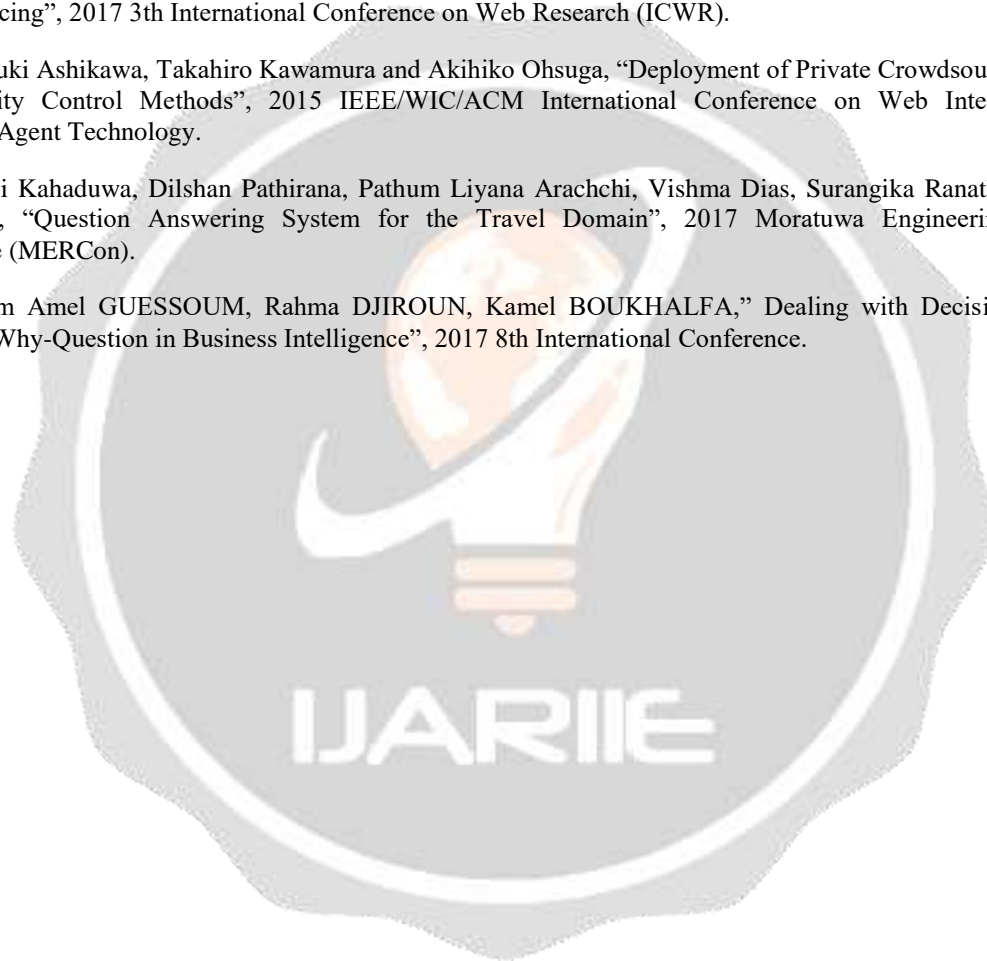 cing”, 2017 3th International Conference on Web Research (ICWR).
uki Ashikawa, Takahiro Kawamura and Akihiko Ohsuga, “Deployment of Private Crowdsou
ity Control Methods”, 2015 IEEE/WIC/ACM International Conference on Web Inte
Agent Technology.
i Kahaduwa, Dilshan Pathirana, Pathum Liyana Arachchi, Vishma Dias, Surangika Ranat
, “Question Answering System for the Travel Domain”, 2017 Moratuwa Engineerin
e (MERCon).
m Amel GUESSOUM, Rahma DJIROUN, Kamel BOUKHALFA,” Dealing with Decisi
Why-Question in Business Intelligence”, 2017 8th International Conference.
IJARIIE